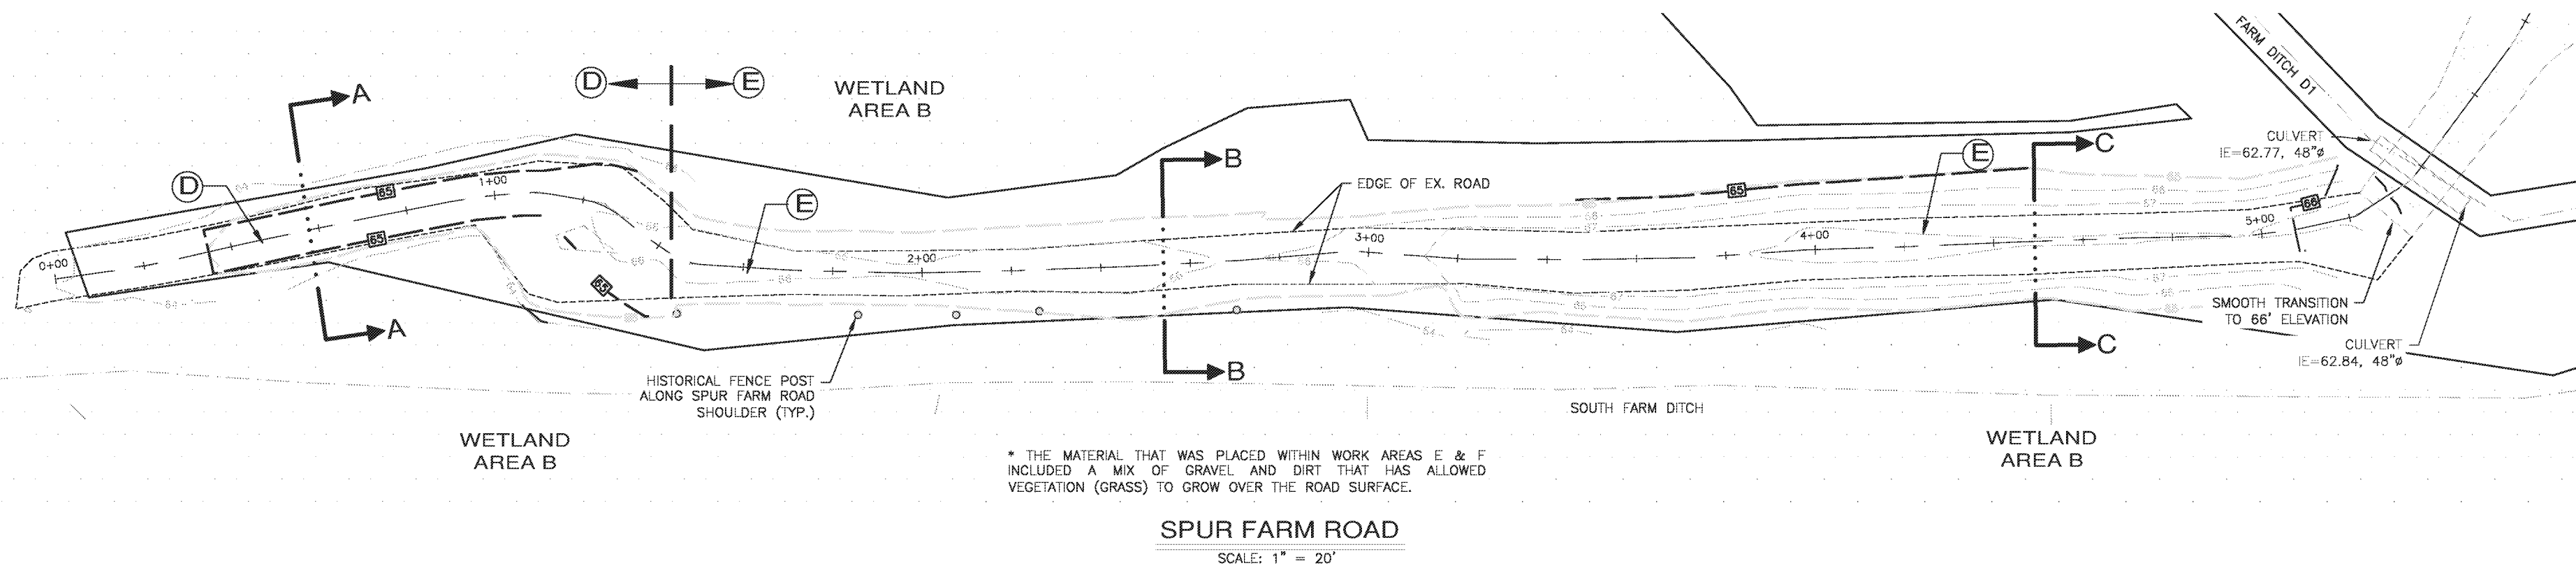 A
D
E
WETLAND
AREA B
FARM DITCH D1
CULVERT
IE=62.77, 48"ø
B
C
E
D
65
1+00
EDGE OF EX. ROAD
65
66
5+00
0+00
65
E
2+00
3+00
4+00
65
SMOOTH TRANSITION
TO 66' ELEVATION
A
B
C
CULVERT
IE=62.84, 48"ø
HISTORICAL FENCE POST
ALONG SPUR FARM ROAD
SHOULDER (TYP.)
SOUTH FARM DITCH
WETLAND
AREA B
WETLAND
AREA B
* THE MATERIAL THAT WAS PLACED WITHIN WORK AREAS E & F
INCLUDED A MIX OF GRAVEL AND DIRT THAT HAS ALLOWED
VEGETATION (GRASS) TO GROW OVER THE ROAD SURFACE.
SPUR FARM ROAD
SCALE: 1" = 20'